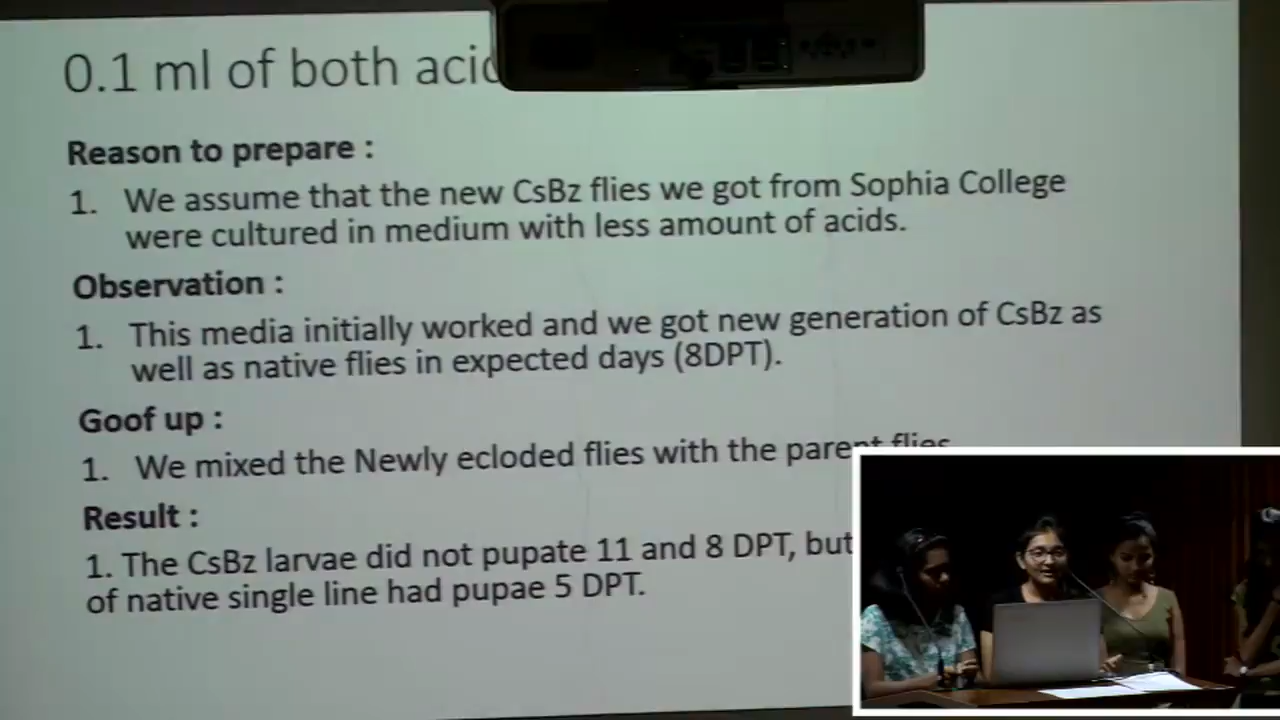 0.1 ml of both
Reason to prepare :
1. We assume that the new CsBz flies we got from Sophia College
were cultured in medium with less amount of acids.
Observation :
1. This media initially worked and we got new generation of CsBz as
well as native flies in expected days (8DPT).
Goof up :
1. We mixed the Newly ecloded flies with the parent flies
Result :
1. The CsBz larvae did not pupate 11 and 8 DPT, but
of native single line had pupae 5 DPT.